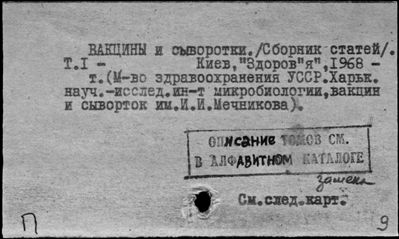 ВАКЦИНЫ и сыворотки./Сборник статей/.
Т.I -          Киев,"Здоров"я",1968 -
т.(М-во здравоохранения УССР.Харьк.
науч.-исслед.ин-т микробиологии,вакцин
и сыворток им.И.И.Мечникова).
ОПИСАНИЕ ТОМОВ СМ.
В АЛФАВИТНОМ КАТАЛОГЕ
См.след.карт.
П
9